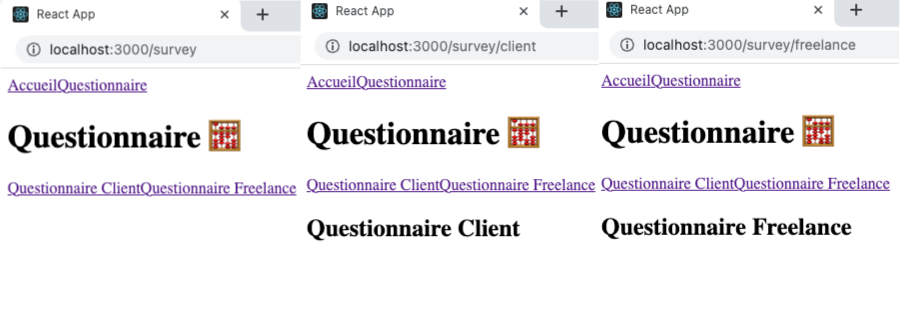 React App
localhost:3000/survey
AccueilQuestionnaire
Questionnaire 🧮
Questionnaire ClientQuestionnaire Freelance
React App
localhost:3000/survey/client
AccueilQuestionnaire
Questionnaire 🧮
Questionnaire ClientQuestionnaire Freelance
Questionnaire Client
React App
localhost:3000/survey/freelance
AccueilQuestionnaire
Questionnaire 🧮
Questionnaire ClientQuestionnaire Freelance
Questionnaire Freelance